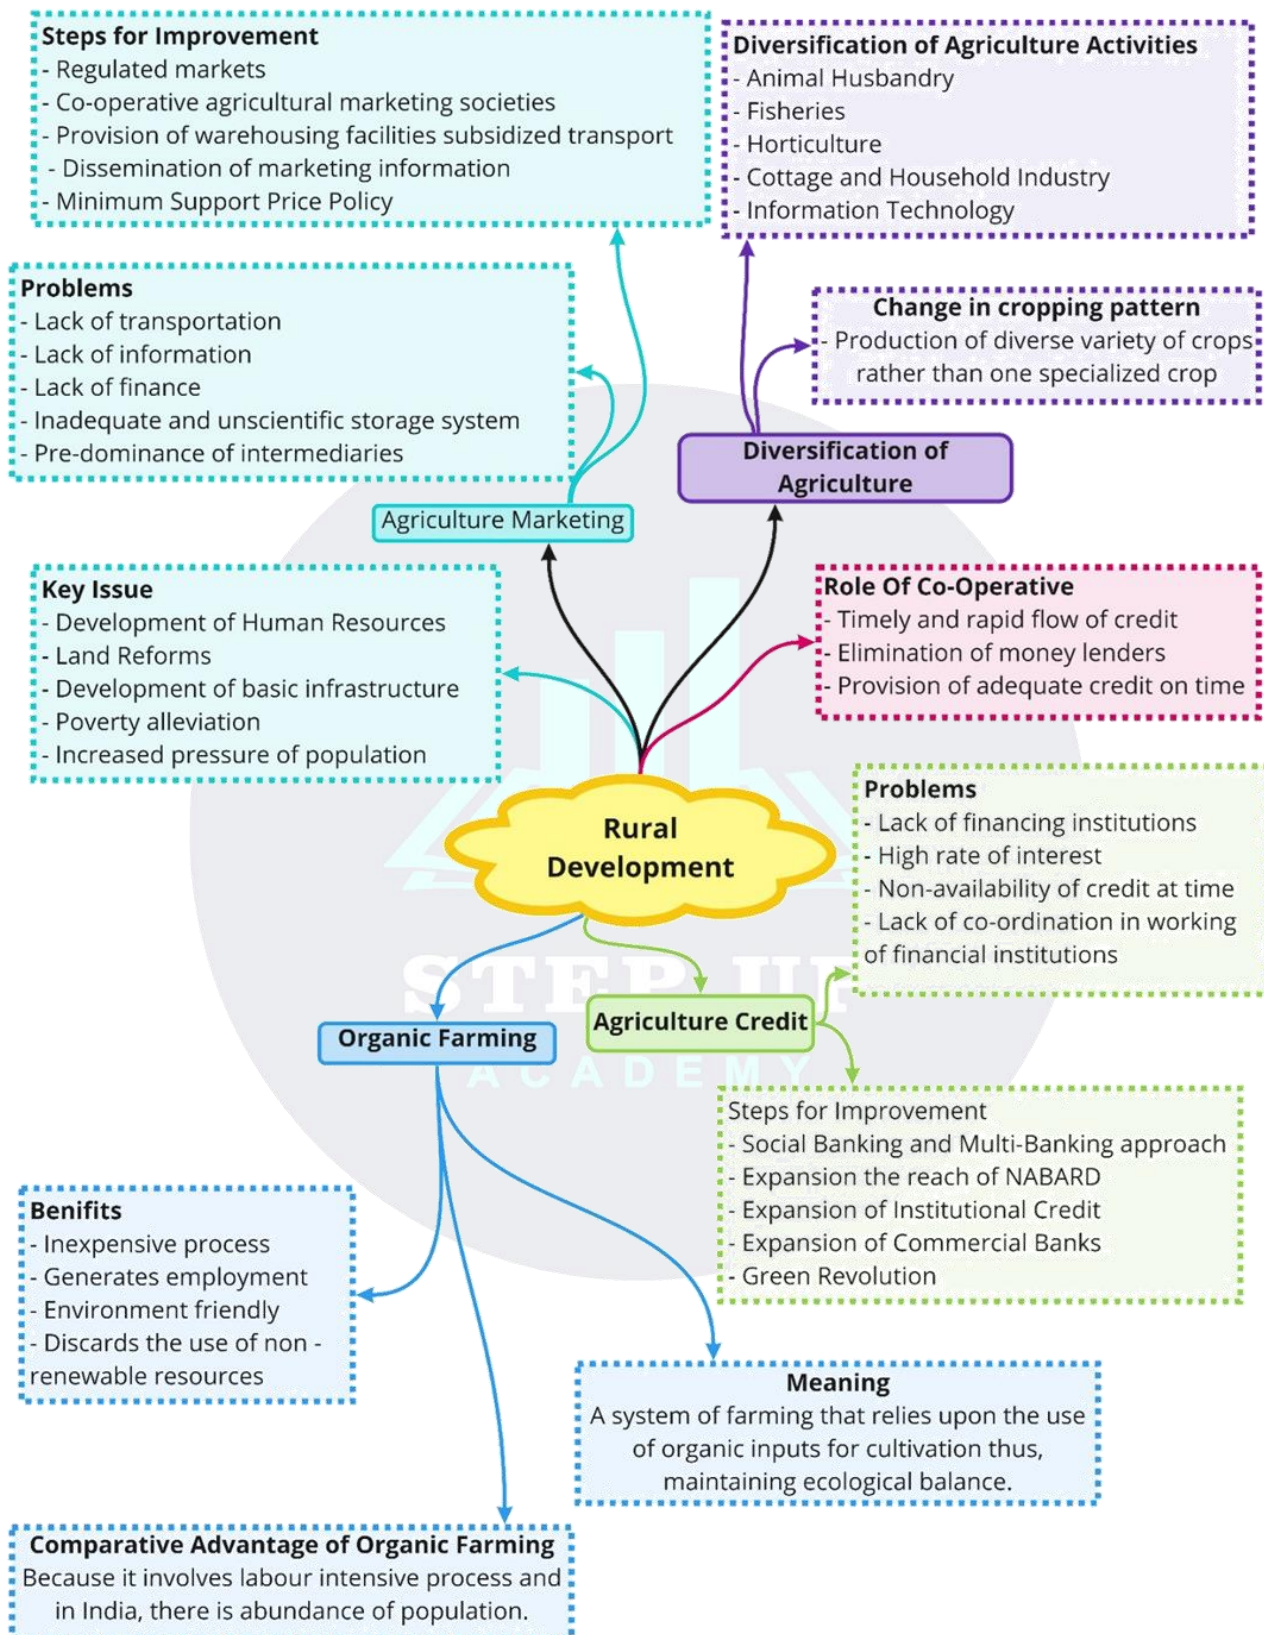 Steps for Improvement
- Regulated markets
- Co-operative agricultural marketing societies
- Provision of warehousing facilities subsidized transport
- Dissemination of marketing information
- Minimum Support Price Policy
Diversification of Agriculture Activities
- Animal Husbandry
- Fisheries
- Horticulture
- Cottage and Household Industry
- Information Technology
Problems
- Lack of transportation
- Lack of information
- Lack of finance
- Inadequate and unscientific storage system
- Pre-dominance of intermediaries
Change in cropping pattern
- Production of diverse variety of crops
rather than one specialized crop
Diversification of
Agriculture
Agriculture Marketing
Key Issue
- Development of Human Resources
- Land Reforms
- Development of basic infrastructure
- Poverty alleviation
- Increased pressure of population
Role Of Co-Operative
- Timely and rapid flow of credit
- Elimination of money lenders
- Provision of adequate credit on time
Rural
Development
Problems
- Lack of financing institutions
- High rate of interest
- Non-availability of credit at time
- Lack of co-ordination in working
of financial institutions
STEP UP
ACADEMY
Organic Farming
Agriculture Credit
Steps for Improvement
- Social Banking and Multi-Banking approach
- Expansion the reach of NABARD
- Expansion of Institutional Credit
- Expansion of Commercial Banks
- Green Revolution
Benifits
- Inexpensive process
- Generates employment
- Environment friendly
- Discards the use of non -
renewable resources
Meaning
A system of farming that relies upon the use
of organic inputs for cultivation thus,
maintaining ecological balance.
Comparative Advantage of Organic Farming
Because it involves labour intensive process and
in India, there is abundance of population.